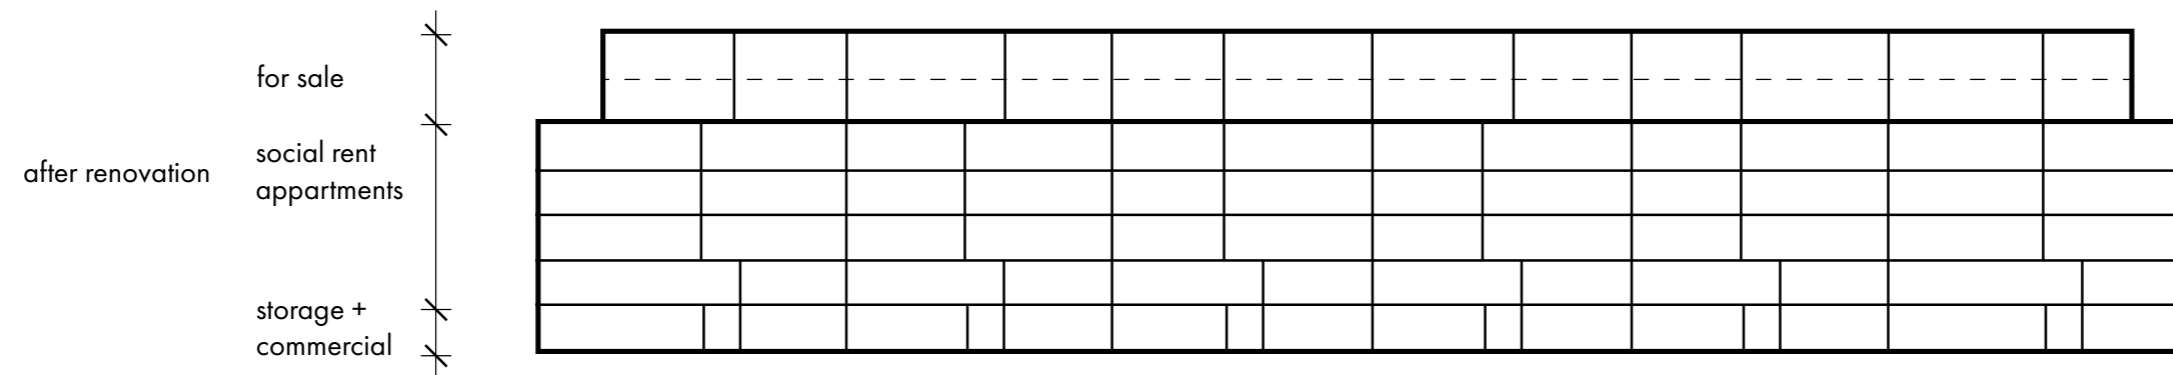 for sale
after renovation
social rent
appartments
storage +
commercial